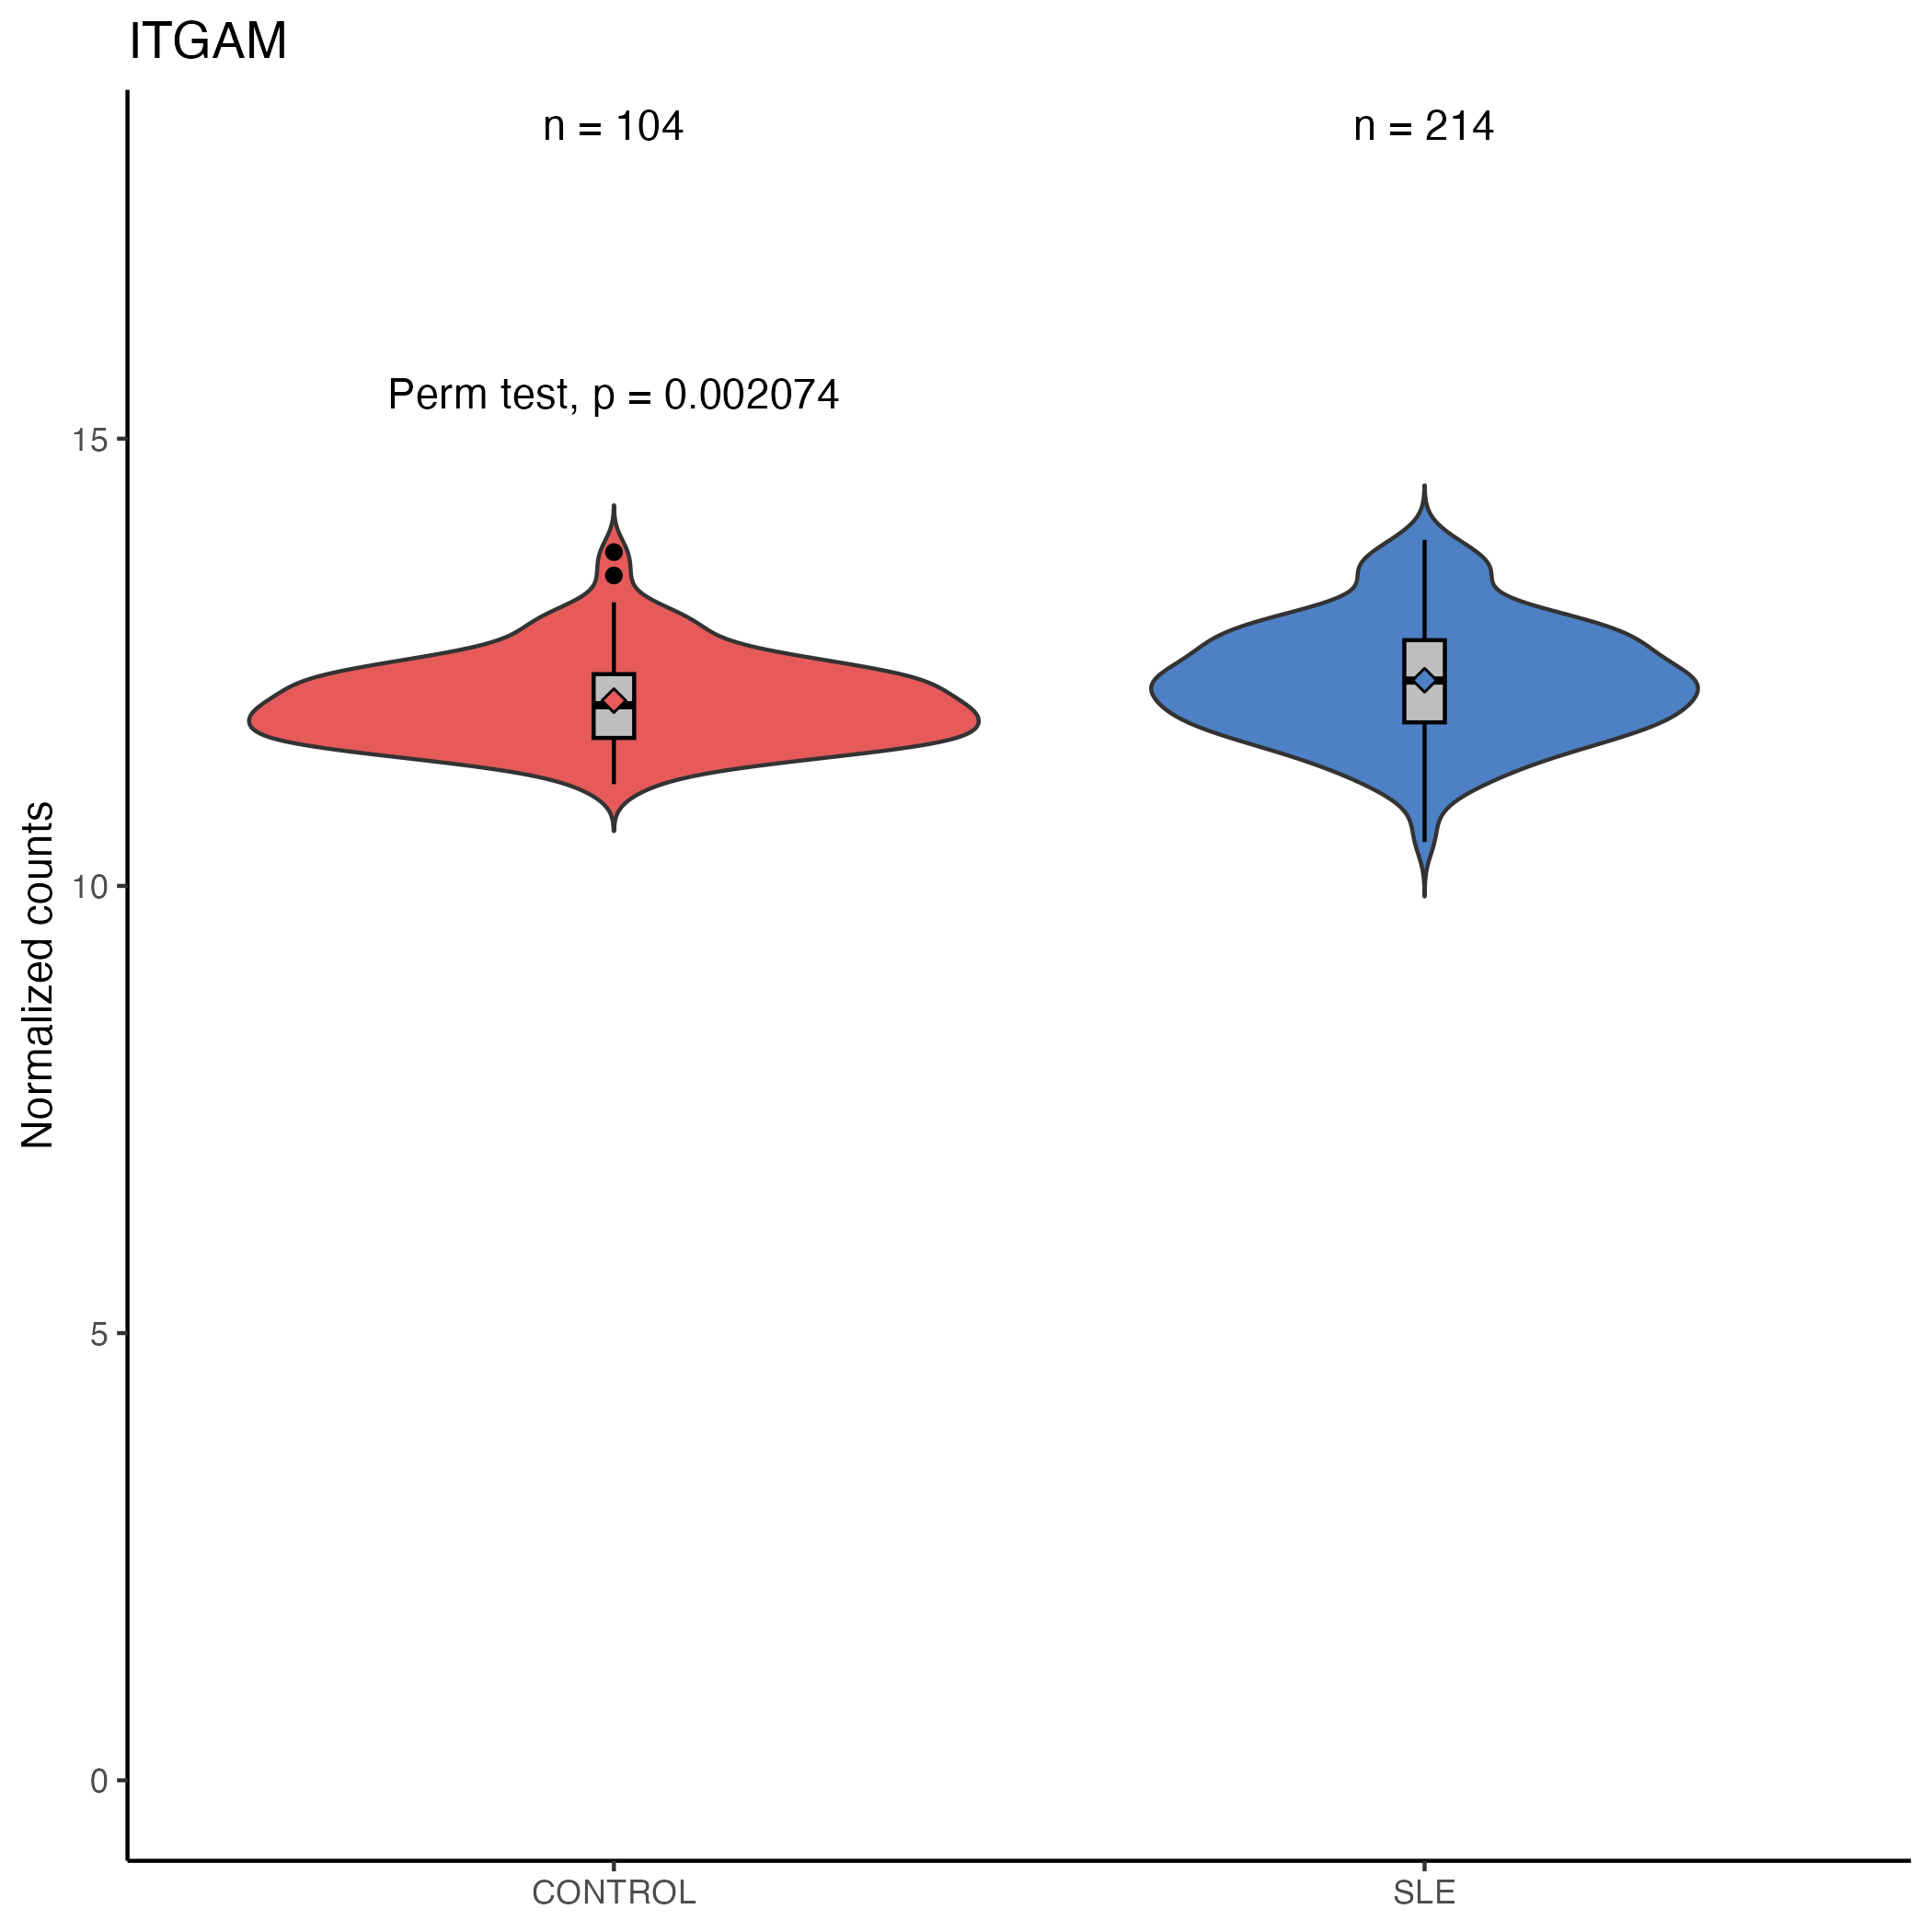 ITGAM
n = 104
n = 214
Perm test, p = 0.002074
15
10
5
0
Normalized counts
CONTROL
SLE